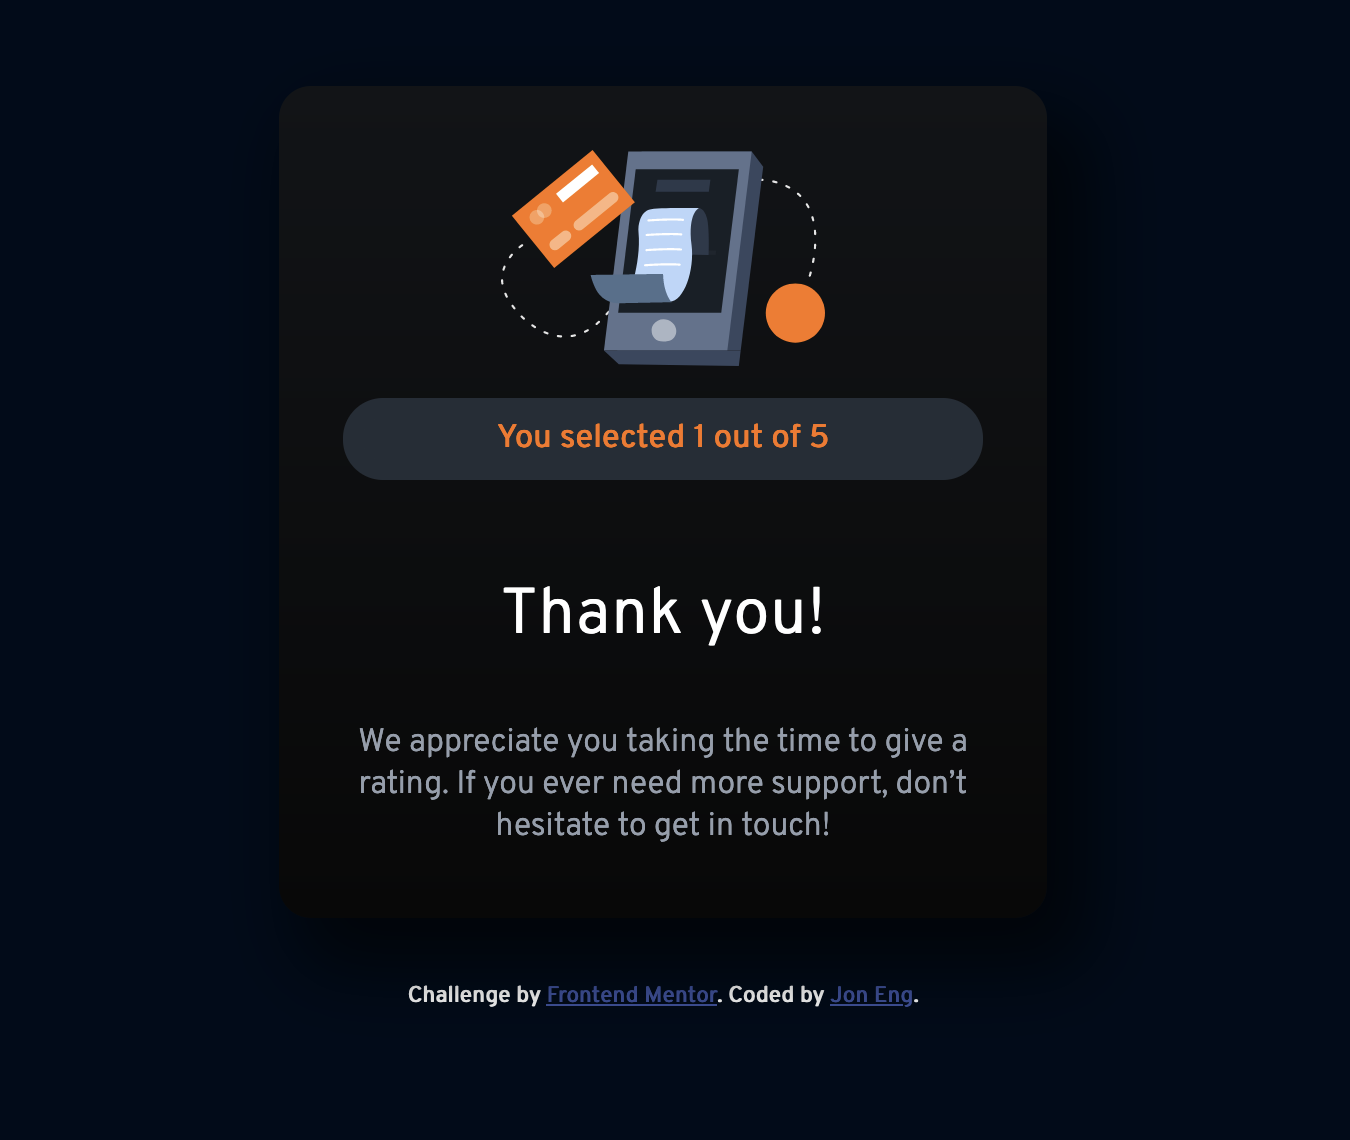 You selected 1 out of 5
Thank you!
We appreciate you taking the time to give a
rating. If you ever need more support, don’t
hesitate to get in touch!
Challenge by Frontend Mentor. Coded by Jon Eng.